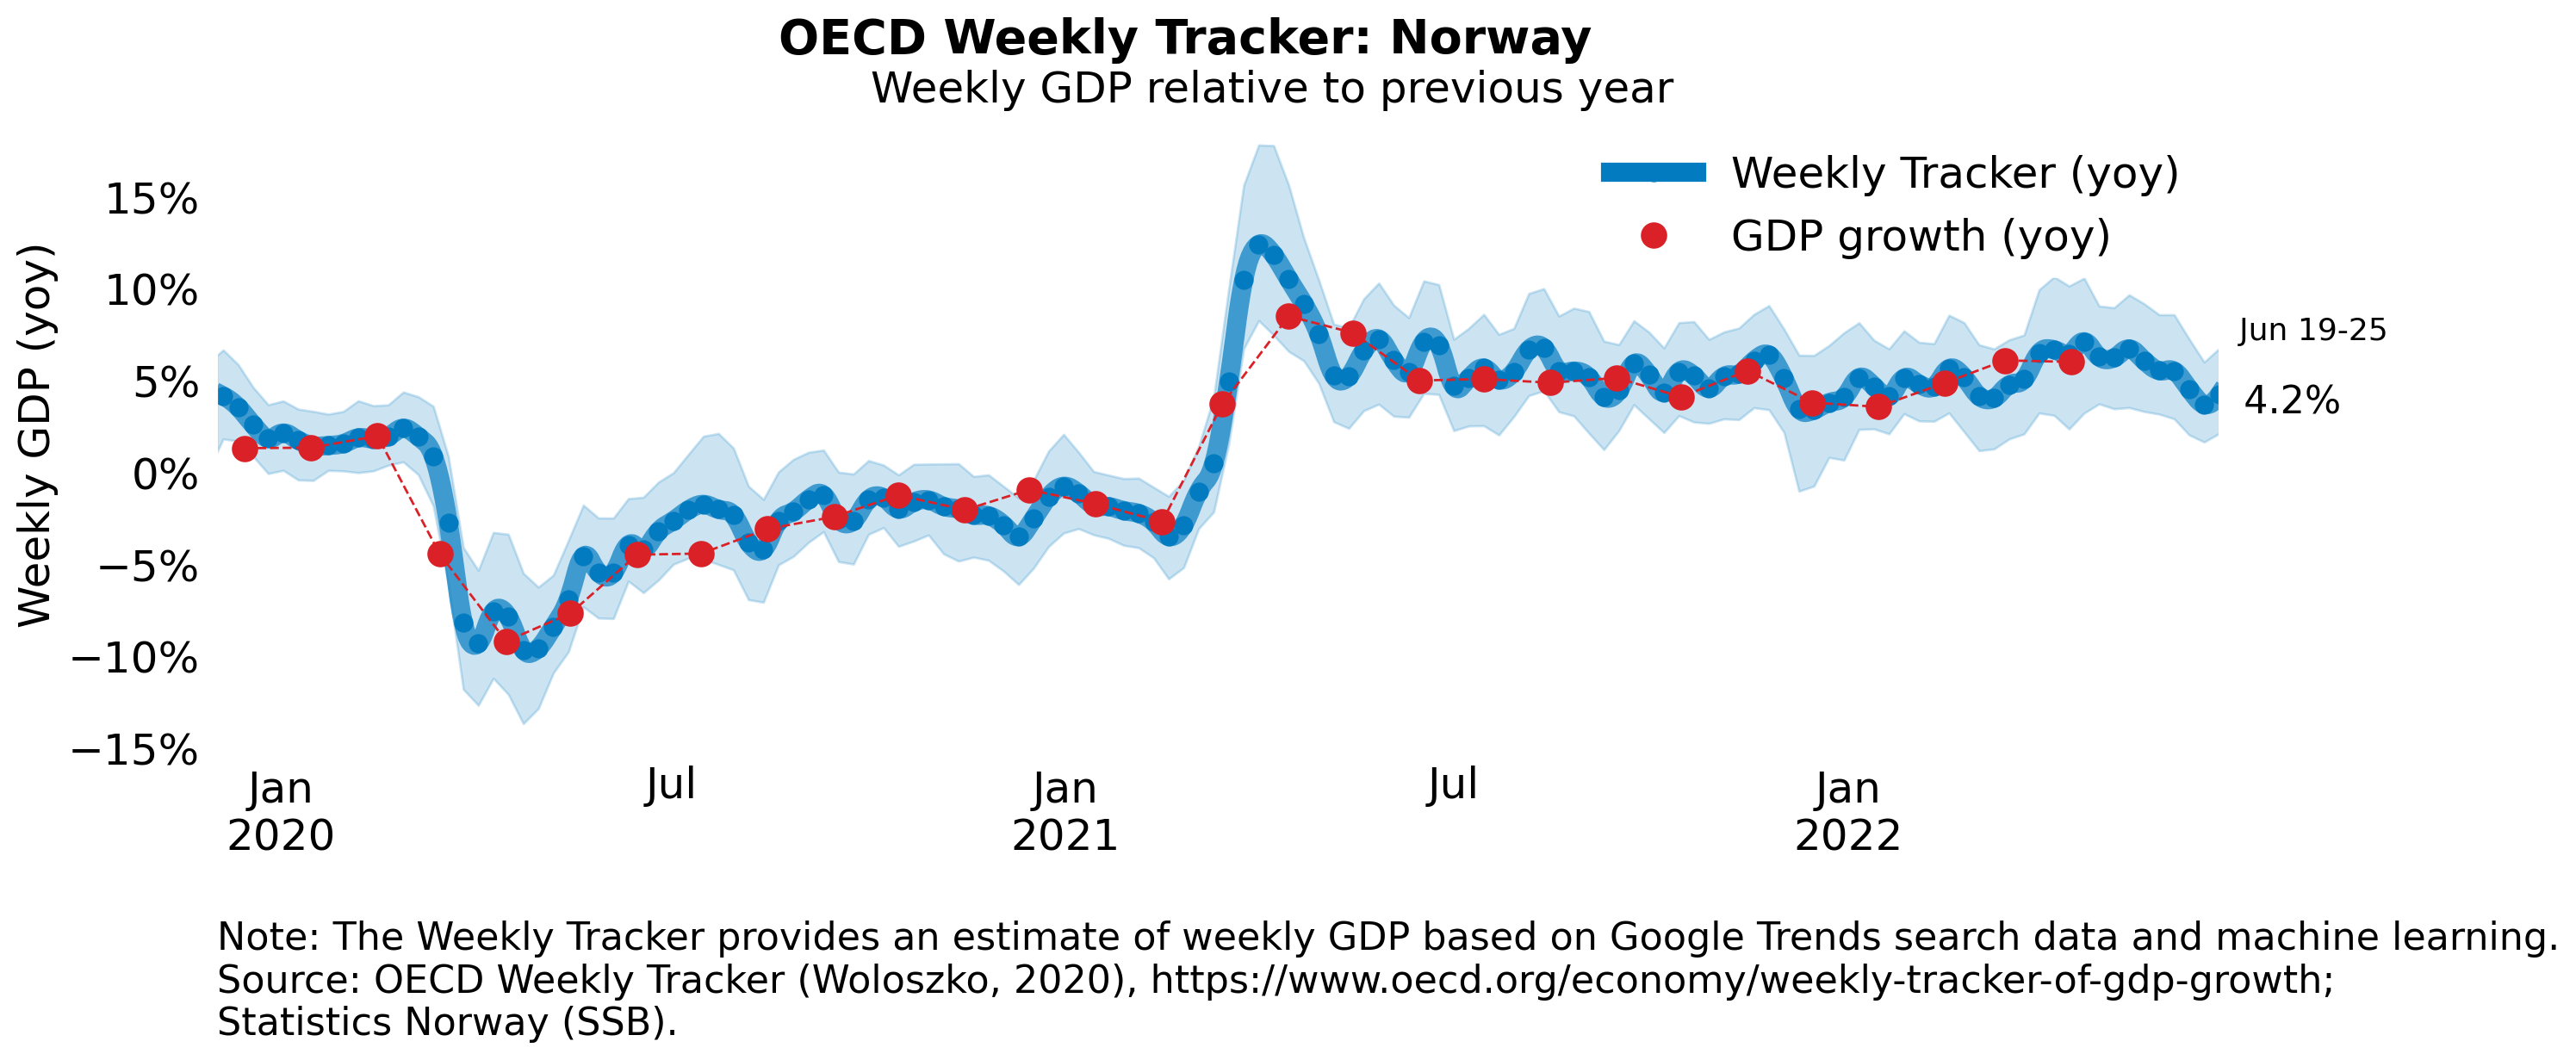 OECD Weekly Tracker: Norway
Weekly GDP relative to previous year
Weekly GDP (yoy)
15%
10%
5%
0%
−5%
−10%
−15%
Weekly Tracker (yoy)
GDP growth (yoy)
Jun 19-25
4.2%
Jan
2020
Jul
Jan
2021
Jul
Jan
2022
Note: The Weekly Tracker provides an estimate of weekly GDP based on Google Trends search data and machine learning.
Source: OECD Weekly Tracker (Woloszko, 2020), https://www.oecd.org/economy/weekly-tracker-of-gdp-growth;
Statistics Norway (SSB).